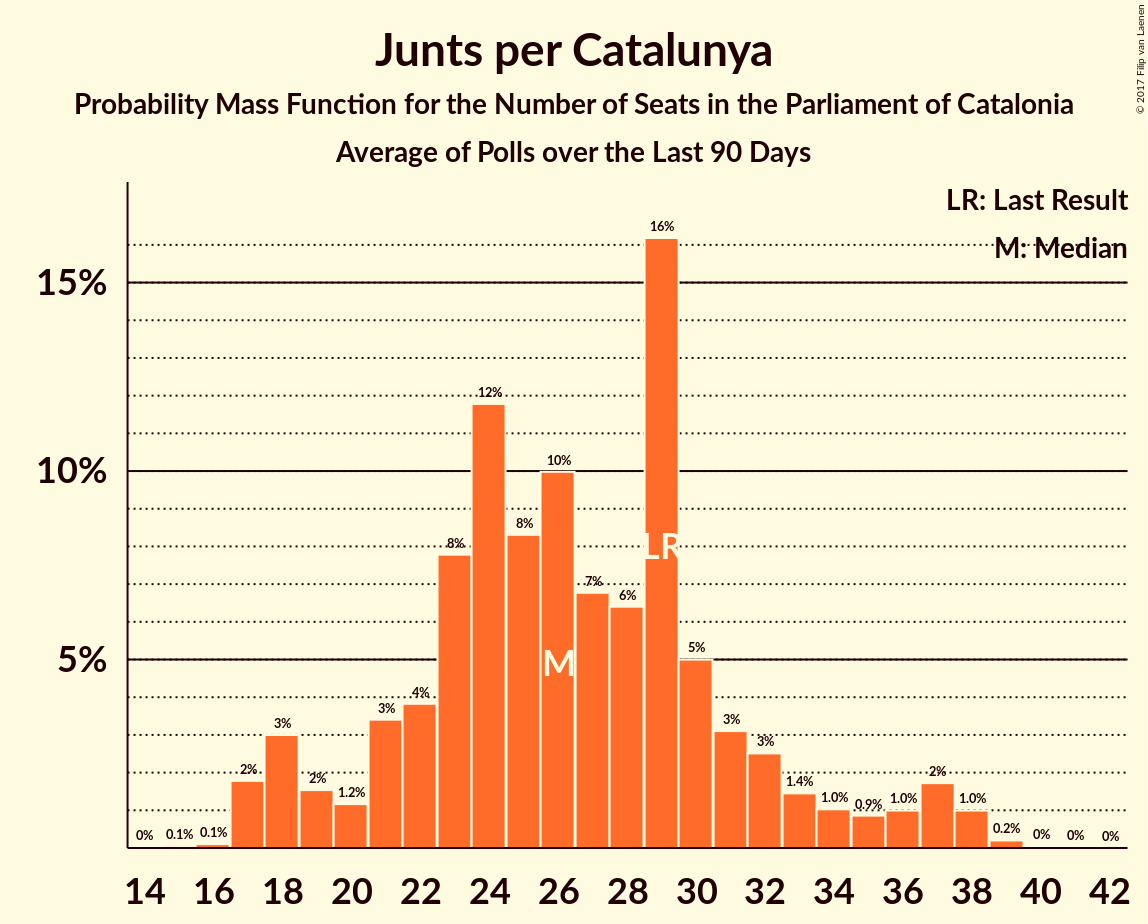 Junts per Catalunya
Probability Mass Function for the Number of Seats in the Parliament of Catalonia
Average of Polls over the Last 90 Days
© 2017 Filip van Laenen
LR: Last Result
M: Median
15%
10%
5%
0% 0.1% 0.1% 2% 3% 2% 1.2% 3% 4% 8% 12% 8% 10% 7% 6% 16% 5% 3% 3% 1.4% 1.0% 0.9% 1.0% 2% 1.0% 0.2% 0% 0% 0%
LR
M
14 16 18 20 22 24 26 28 30 32 34 36 38 40 42